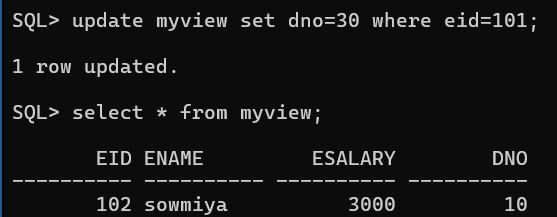 SQL> update myview set dno=30 where eid=101;
1 row updated.
SQL> select * from myview;
EID ENAME ESALARY DNO
---------- ---------- ---------- ----------
102 sowmiya 3000 10